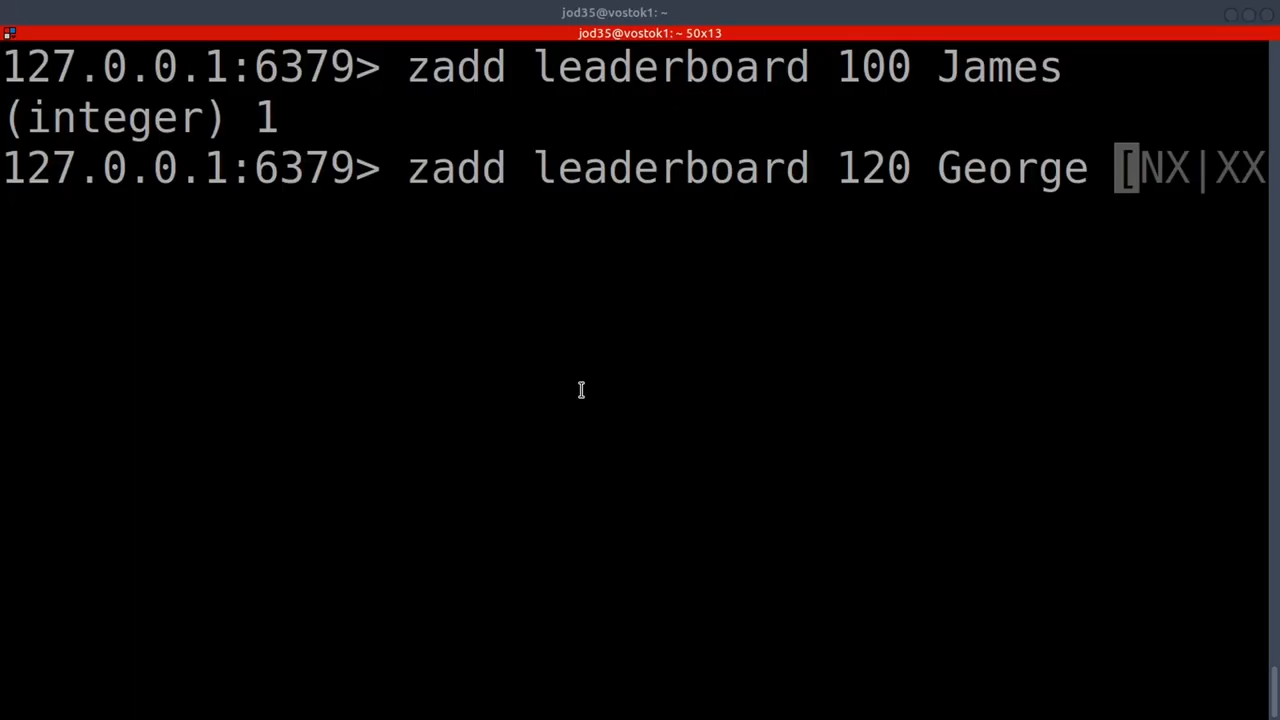 jod35@vostok1: ~
jod35@vostok1: ~ 50x13
127.0.0.1:6379> zadd leaderboard 100 James
(integer) 1
127.0.0.1:6379> zadd leaderboard 120 George [NX|XX